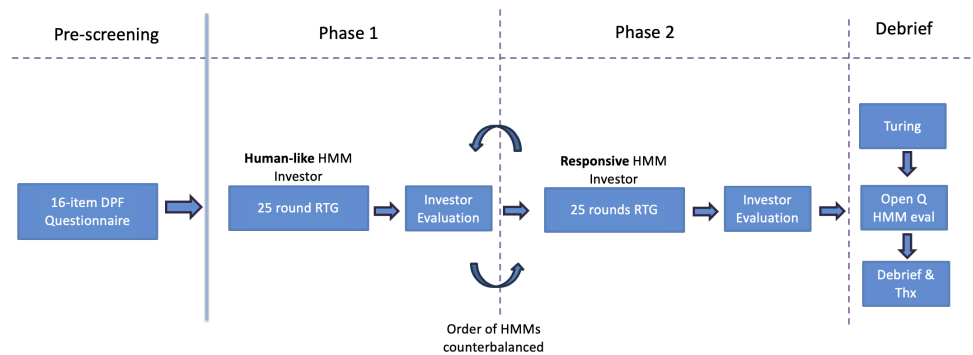 Pre-screening
Phase 1
Phase 2
Debrief
16-item DPF
Questionnaire
Human-like HMM
Investor
25 round RTG
Investor
Evaluation
Responsive HMM
Investor
25 rounds RTG
Investor
Evaluation
Turing
Open Q
HMM eval
Debrief &
Thx
Order of HMMs
counterbalanced